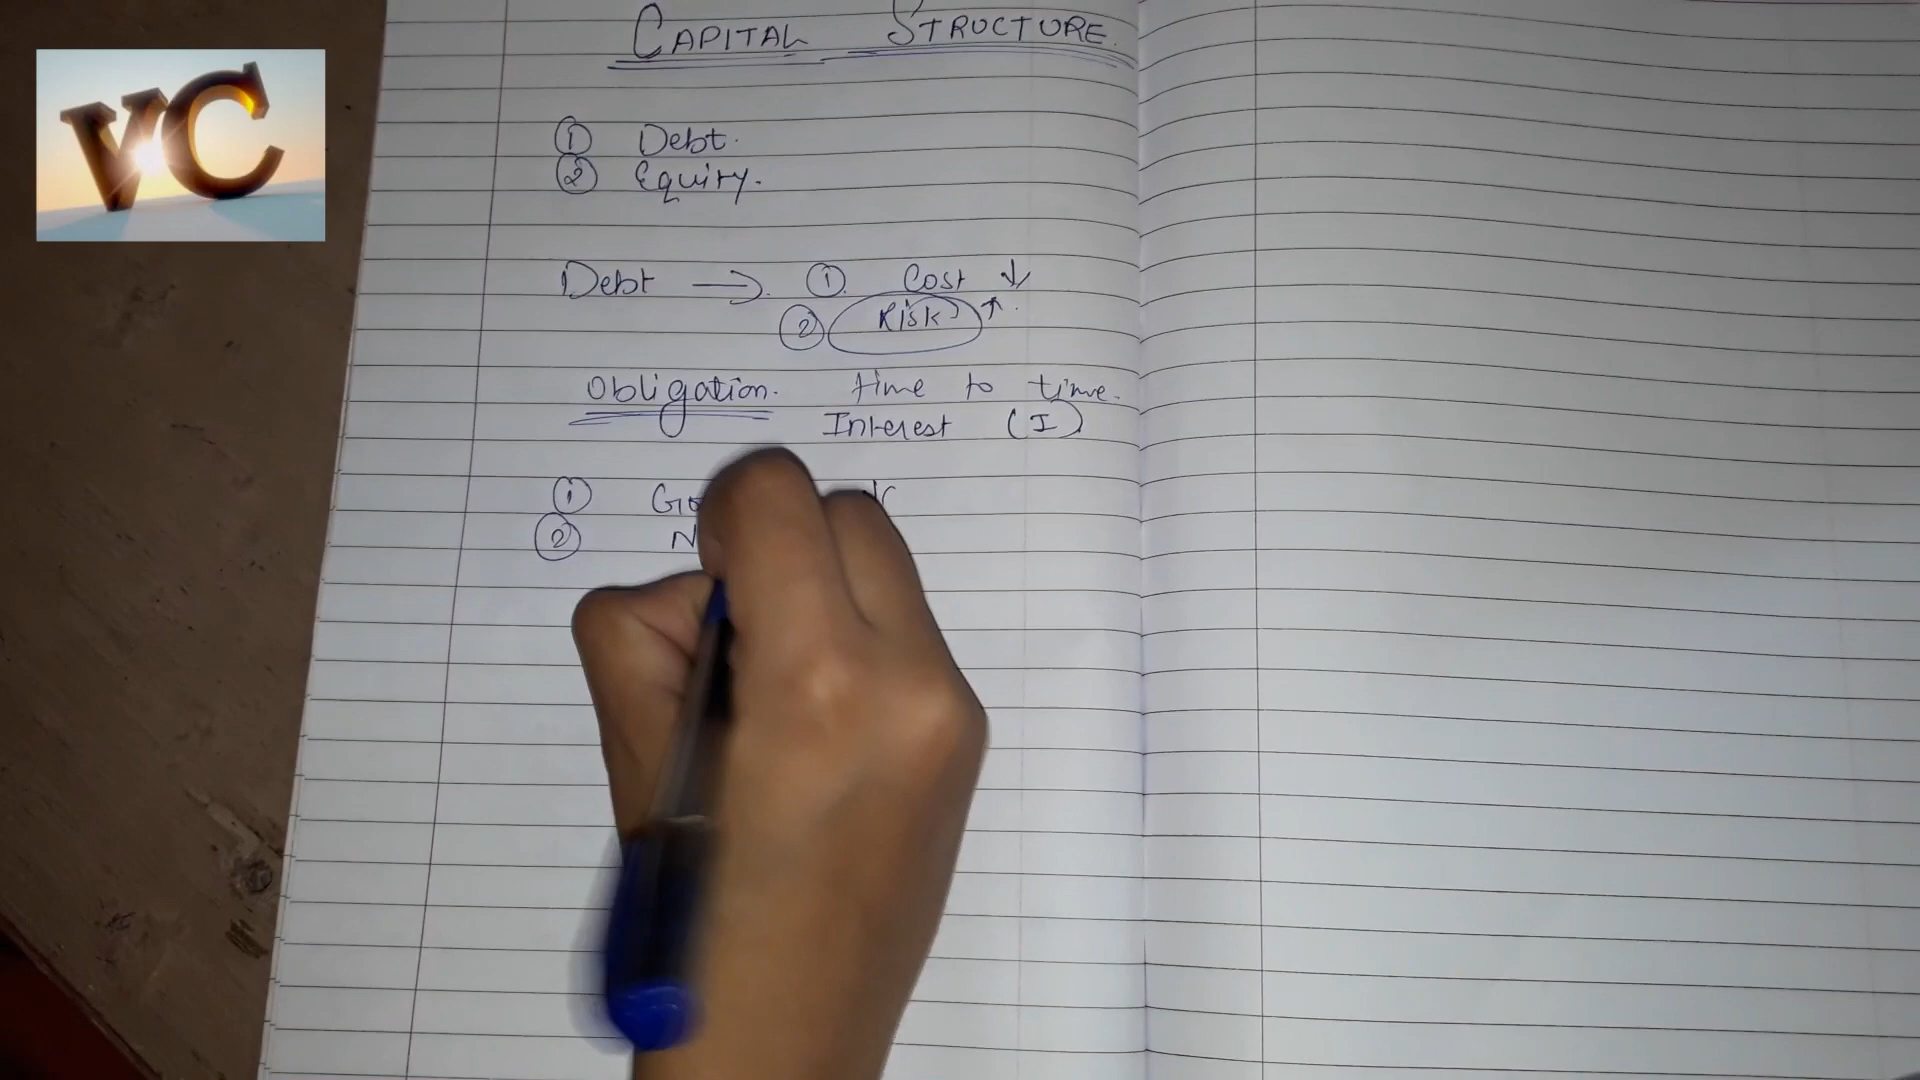 VC
CAPITAL STRUCTURE.
① Debt.
② Equity.
Debt → ① Cost ↓
② Risk ↑.
Obligation. time to time.
Interest (I)
①
②